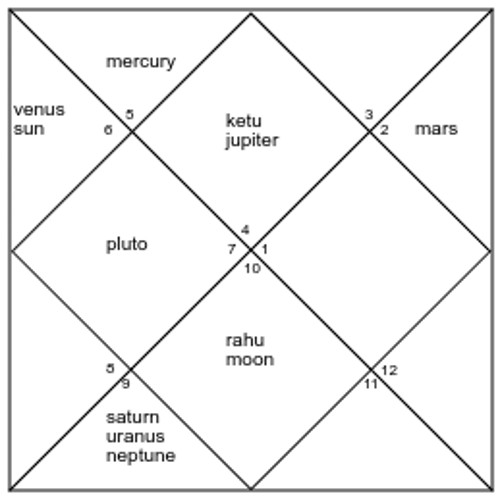 mercury
venus
sun
5
6
ketu
jupiter
3
2
mars
pluto
4
7
1
10
rahu
moon
8
9
12
11
saturn
uranus
neptune